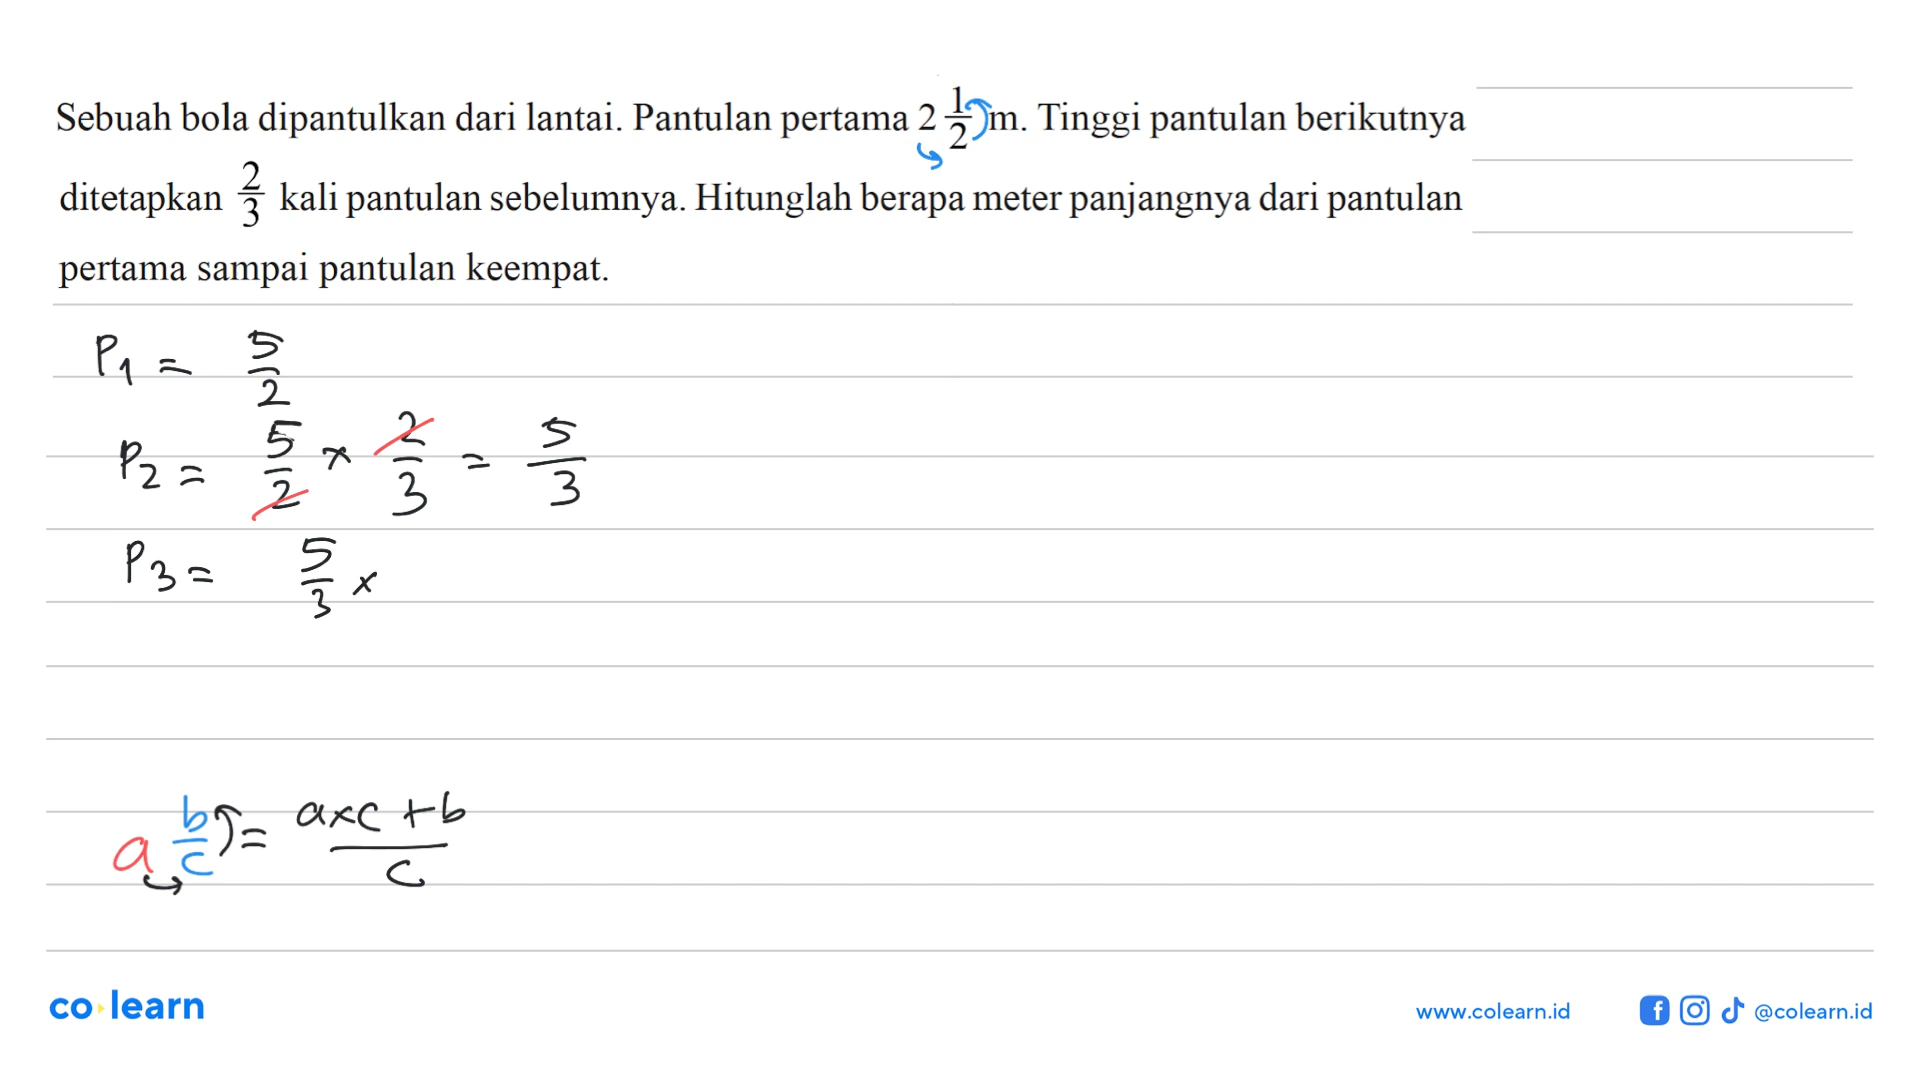 Sebuah bola dipantulkan dari lantai. Pantulan pertama 2 1/2 m. Tinggi pantulan berikutnya
ditetapkan 2/3 kali pantulan sebelumnya. Hitunglah berapa meter panjangnya dari pantulan
pertama sampai pantulan keempat.
P1 = 5/2
P2 = 5/2 × 2/3 = 5/3
P3 = 5/3 ×
a b/c = axc + b/c
co learn
www.colearn.id @colearn.id